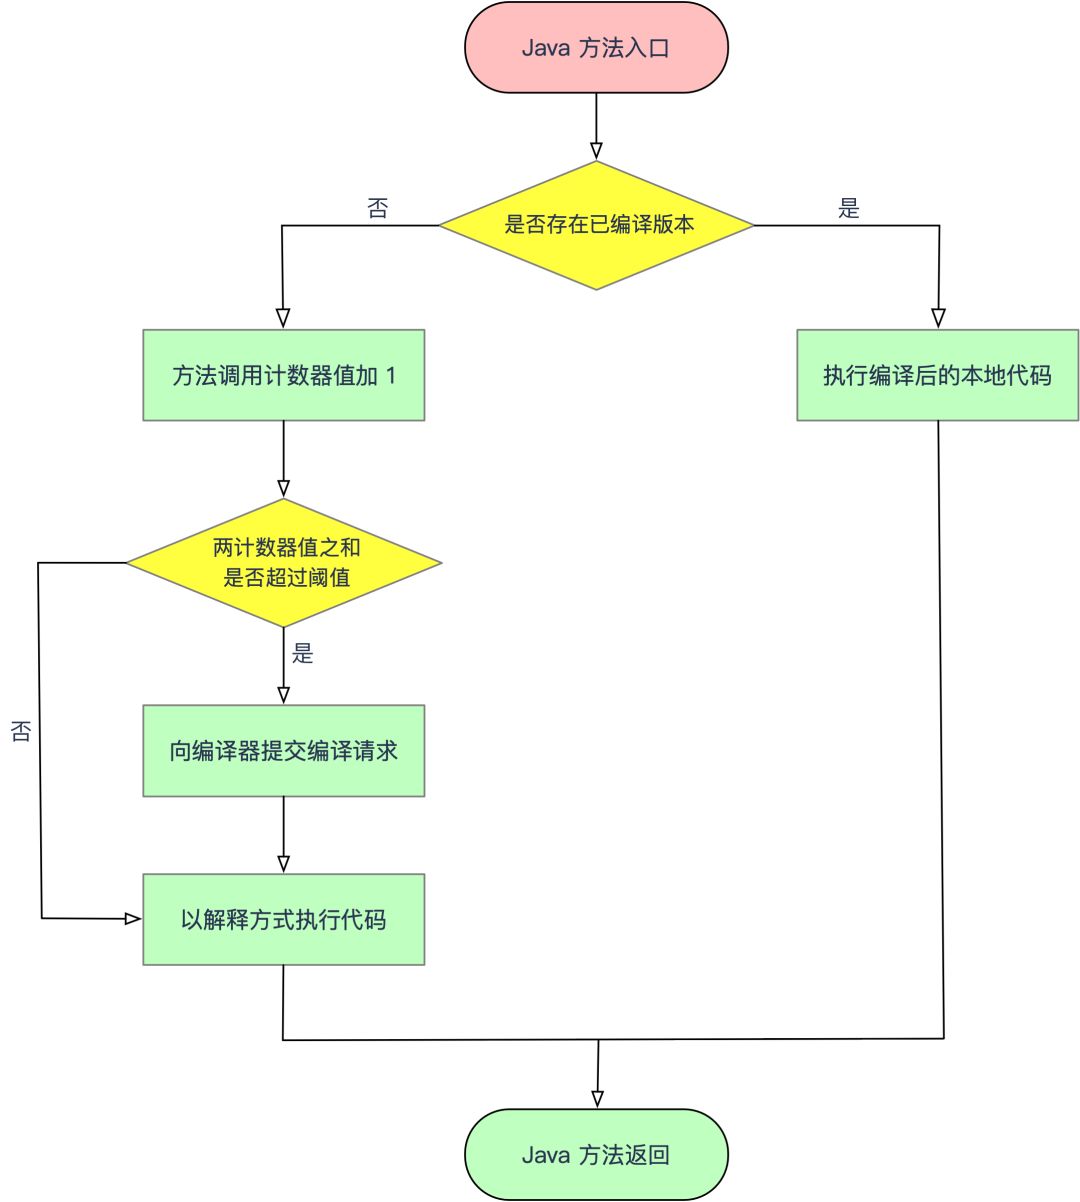 Java 方法入口
是否存在已编译版本
否
是
方法调用计数器值加 1
执行编译后的本地代码
两计数器值之和
是否超过阈值
是
否
向编译器提交编译请求
以解释方式执行代码
Java 方法返回